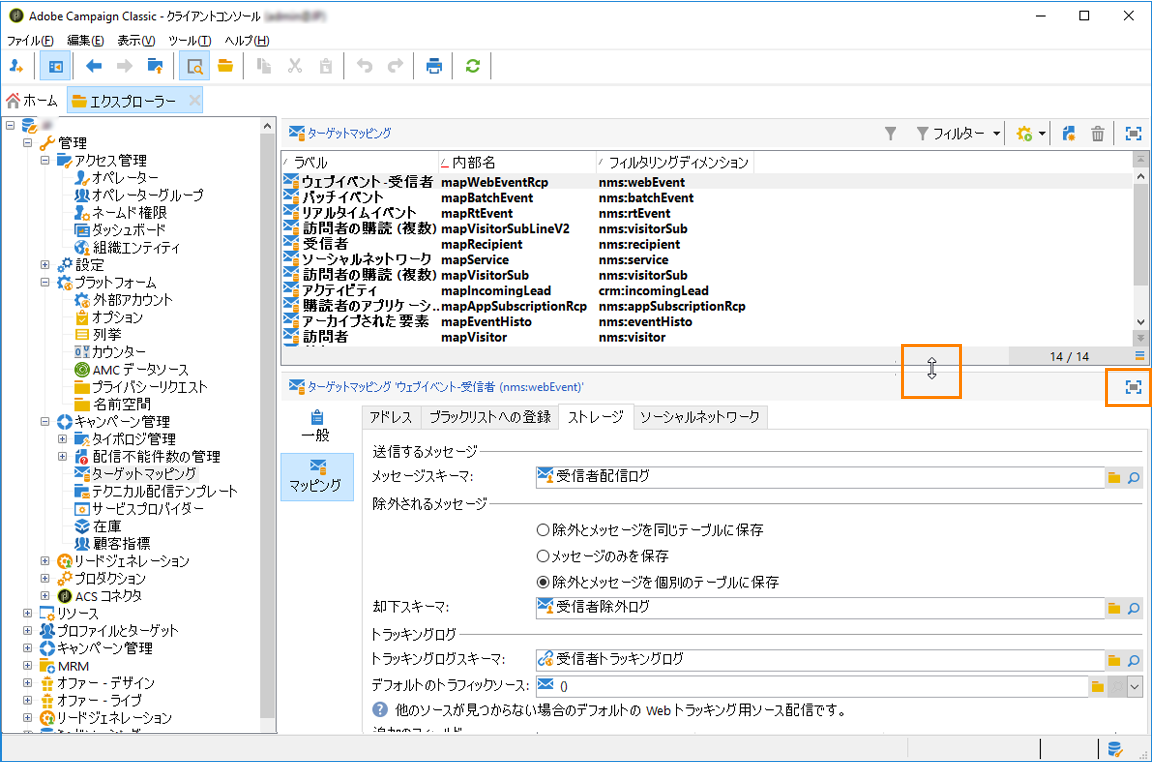 Adobe Campaign Classic - クライアントコンソール
ファイル(F) 編集(E) 表示(V) ツール(T) ヘルプ(H)
ホーム エクスプローラー
管理
アクセス管理
オペレーター
オペレーターグループ
ネームド権限
ダッシュボード
組織エンティティ
設定
プラットフォーム
外部アカウント
オプション
列挙
カウンター
AMC データソース
プライバシーリクエスト
名前空間
キャンペーン管理
タイポロジ管理
配信不能件数の管理
ターゲットマッピング
テクニカル配信テンプレート
サービスプロバイダー
在庫
顧客指標
リードジェネレーション
プロダクション
ACS コネクタ
リソース
プロファイルとターゲット
キャンペーン管理
MRM
オファー - デザイン
オファー - ライブ
リードジェネレーション
ターゲットマッピング フィルター
ラベル 内部名 フィルタリングディメンション
ウェブイベント -受信者 mapWebEventRcp nms:webEvent
バッチイベント mapBatchEvent nms:batchEvent
リアルタイムイベント mapRtEvent nms:rtEvent
訪問者の購読 (複数) mapVisitorSubLineV2 nms:visitorSub
受信者 mapRecipient nms:recipient
ソーシャルネットワーク mapService nms:service
訪問者の購読 (複数) mapVisitorSub nms:visitorSub
アクティビティ mapIncomingLead crm:incomingLead
購読者のアプリケーシ... mapAppSubscriptionRcp nms:appSubscriptionRcp
アーカイブされた要素 mapEventHisto nms:eventHisto
訪問者 mapVisitor nms:visitor
14 / 14
ターゲットマッピング 'ウェブイベント-受信者 (nms:webEvent)'
一般
マッピング
アドレス ブラックリストへの登録 ストレージ ソーシャルネットワーク
送信するメッセージ
メッセージスキーマ: 受信者配信ログ
除外されるメッセージ
除外とメッセージを同じテーブルに保存
メッセージのみを保存
除外とメッセージを個別のテーブルに保存
却下スキーマ: 受信者除外ログ
トラッキングログ
トラッキングログスキーマ: 受信者トラッキングログ
デフォルトのトラフィックソース: ()
他のソースが見つからない場合のデフォルトの Web トラッキング用ソース配信です。
追加のフィールド